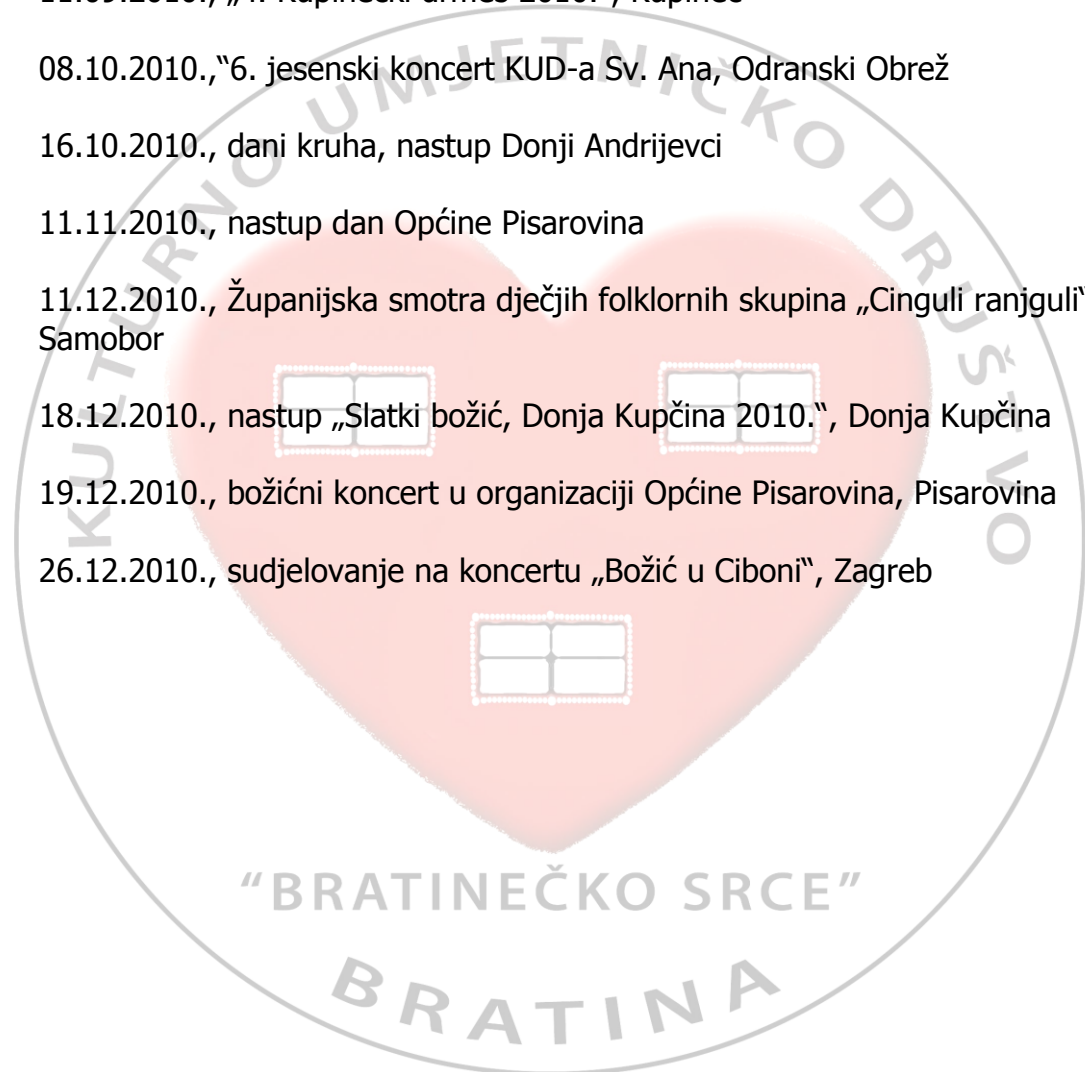 08.10.2010.,“6. jesenski koncert KUD-a Sv. Ana, Odranski Obrež
16.10.2010., dani kruha, nastup Donji Andrijevci
11.11.2010., nastup dan Općine Pisarovina
11.12.2010., Županijska smotra dječjih folklornih skupina „Cinguli ranjguli“
Samobor
18.12.2010., nastup „Slatki božić, Donja Kupčina 2010.“, Donja Kupčina
19.12.2010., božićni koncert u organizaciji Općine Pisarovina, Pisarovina
26.12.2010., sudjelovanje na koncertu „Božić u Ciboni“, Zagreb
KULTURNO UMJETNIČKO DRUŠTVO
“BRATINEČKO SRCE”
BRATINA